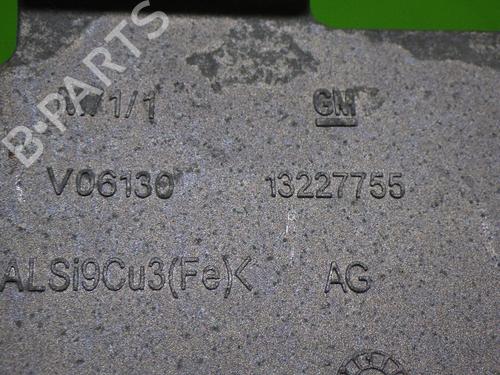 B-PARTS
1/1 GM
V06130 13227755
ALSi9Cu3(Fe)< AG